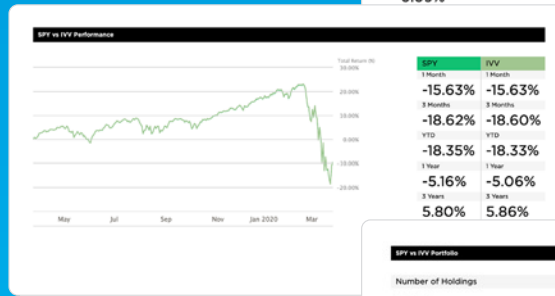 SPY vs IVV Performance
Total Return (%)
30.00%
20.00%
10.00%
0.00%
-10.00%
-20.00%
May Jul Sep Nov Jan 2020 Mar
SPY IVV
1 Month 1 Month
-15.63% -15.63%
3 Months 3 Months
-18.62% -18.60%
YTD YTD
-18.35% -18.33%
1 Year 1 Year
-5.16% -5.06%
3 Years 3 Years
5.80% 5.86%
SPY vs IVV Portfolio
Number of Holdings